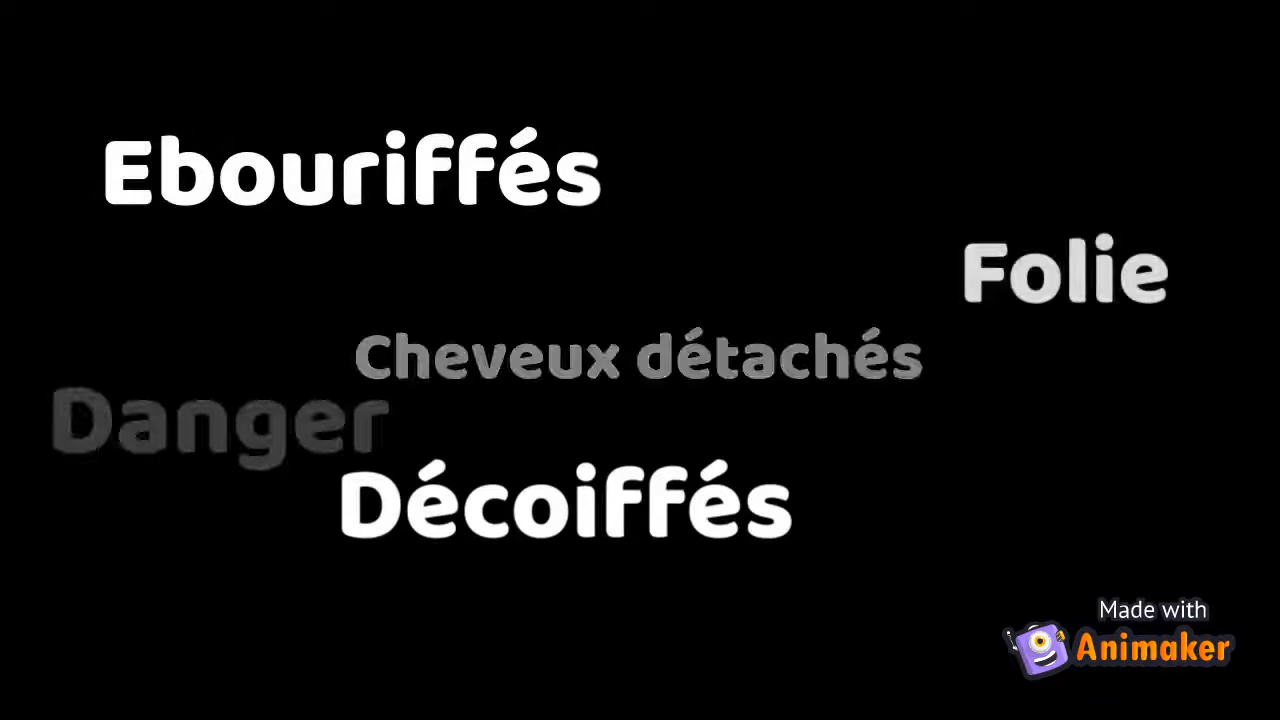 Ebouriffés
Folie
Cheveux détachés
Danger
Décoiffés
Made with
Animaker